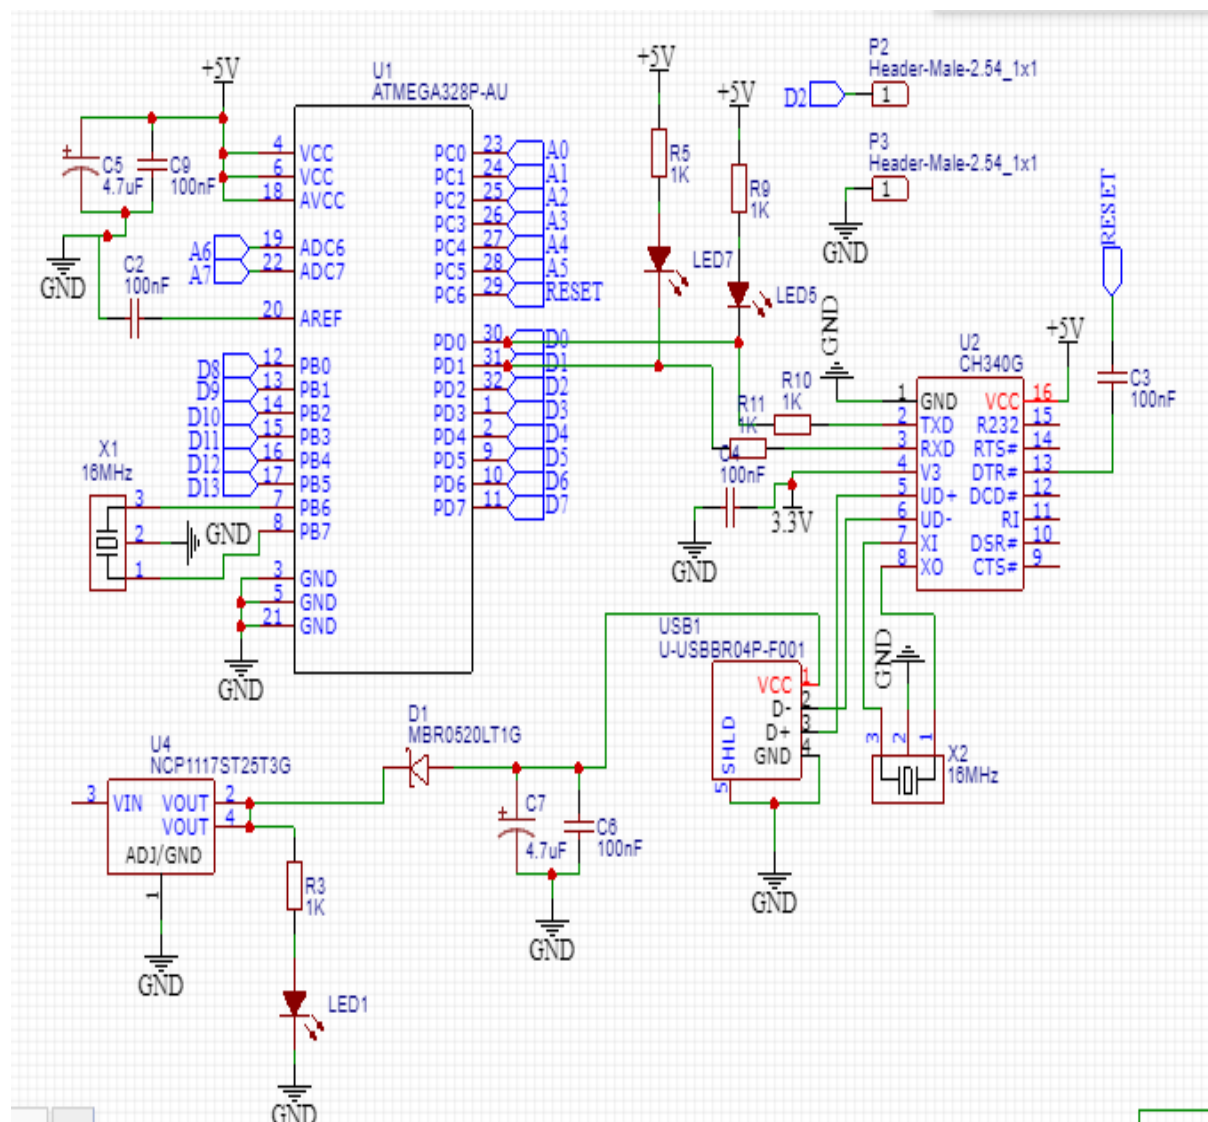 +5V
U1
ATMEGA328P-AU
C5
4.7uF
C9
100nF
4
6
18
VCC
VCC
AVCC
A6
A7
19
22
ADC6
ADC7
GND
C2
100nF
20
AREF
D8
D9
D10
D11
D12
D13
12
13
14
15
16
17
7
8
PB0
PB1
PB2
PB3
PB4
PB5
PB6
PB7
X1
16MHz
3
2
1
GND
3
5
21
GND
GND
GND
GND
PC0
PC1
PC2
PC3
PC4
PC5
PC6
23
24
25
26
27
28
29
A0
A1
A2
A3
A4
A5
RESET
PD0
PD1
PD2
PD3
PD4
PD5
PD6
PD7
30
31
32
1
2
9
10
11
D0
D1
D2
D3
D4
D5
D6
D7
+5V
R5
1K
LED7
+5V
R9
1K
LED5
P2
Header-Male-2.54_1x1
D2
1
P3
Header-Male-2.54_1x1
1
GND
RESET
C3
100nF
GND
+5V
U2
CH340G
1
2
3
4
5
6
7
8
GND
TXD
RXD
V3
UD+
UD-
XI
XO
VCC
R232
RTS#
DTR#
DCD#
RI
DSR#
CTS#
16
15
14
13
12
11
10
9
R10
1K
R11
1K
C4
100nF
3.3V
GND
USB1
U-USBBR04P-F001
VCC
D-
D+
GND
SHLD
1
2
3
4
5
GND
GND
3
2
1
X2
16MHz
D1
MBR0520LT1G
C7
4.7uF
C6
100nF
GND
U4
NCP1117ST25T3G
3
VIN
VOUT
VOUT
2
4
ADJ/GND
1
GND
R3
1K
LED1
GND